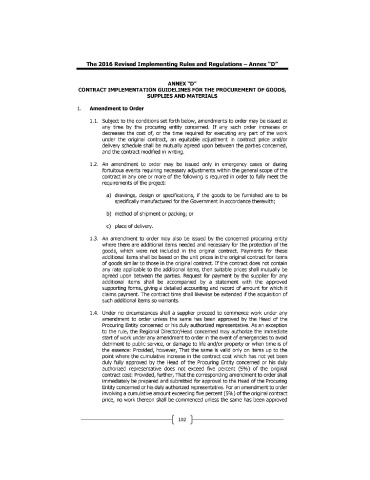 The 2016 Revised Implementing Rules and Regulations – Annex "D"
ANNEX "D"
CONTRACT IMPLEMENTATION GUIDELINES FOR THE PROCUREMENT OF GOODS,
SUPPLIES AND MATERIALS
1. Amendment to Order
1.1. Subject to the conditions set forth below, amendments to order may be issued at
any time by the procuring entity concerned. If any such order increases or
decreases the cost of, or the time required for executing any part of the work
under the original contract, an equitable adjustment in contract price and/or
delivery schedule shall be mutually agreed upon between the parties concerned,
and the contract modified in writing.
1.2. An amendment to order may be issued only in emergency cases or during
fortuitous events requiring necessary adjustments within the general scope of the
contract in any one or more of the following is required in order to fully meet the
requirements of the project:
a) drawings, design or specifications, if the goods to be furnished are to be
specifically manufactured for the Government in accordance therewith;
b) method of shipment or packing; or
c) place of delivery.
1.3. An amendment to order may also be issued by the concerned procuring entity
where there are additional items needed and necessary for the protection of the
goods, which were not included in the original contract. Payments for these
additional items shall be based on the unit prices in the original contract for items
of goods similar to those in the original contract. If the contract does not contain
any rate applicable to the additional items, then suitable prices shall mutually be
agreed upon between the parties. Request for payment by the supplier for any
additional items shall be accompanied by a statement with the approved
supporting forms, giving a detailed accounting and record of amount for which it
claims payment. The contract time shall likewise be extended if the acquisition of
such additional items so warrants.
1.4. Under no circumstances shall a supplier proceed to commence work under any
amendment to order unless the same has been approved by the Head of the
Procuring Entity concerned or his duly authorized representative. As an exception
to the rule, the Regional Director/Head concerned may authorize the immediate
start of work under any amendment to order in the event of emergencies to avoid
detriment to public service, or damage to life and/or property or when time is of
the essence: Provided, however, That the same is valid only on items up to the
point where the cumulative increase in the contract cost which has not yet been
duly fully approved by the Head of the Procuring Entity concerned or his duly
authorized representative does not exceed five percent (5%) of the original
contract cost: Provided, further, That the corresponding amendment to order shall
immediately be prepared and submitted for approval to the Head of the Procuring
Entity concerned or his duly authorized representative. For an amendment to order
involving a cumulative amount exceeding five percent (5%) of the original contract
price, no work thereon shall be commenced unless the same has been approved
102